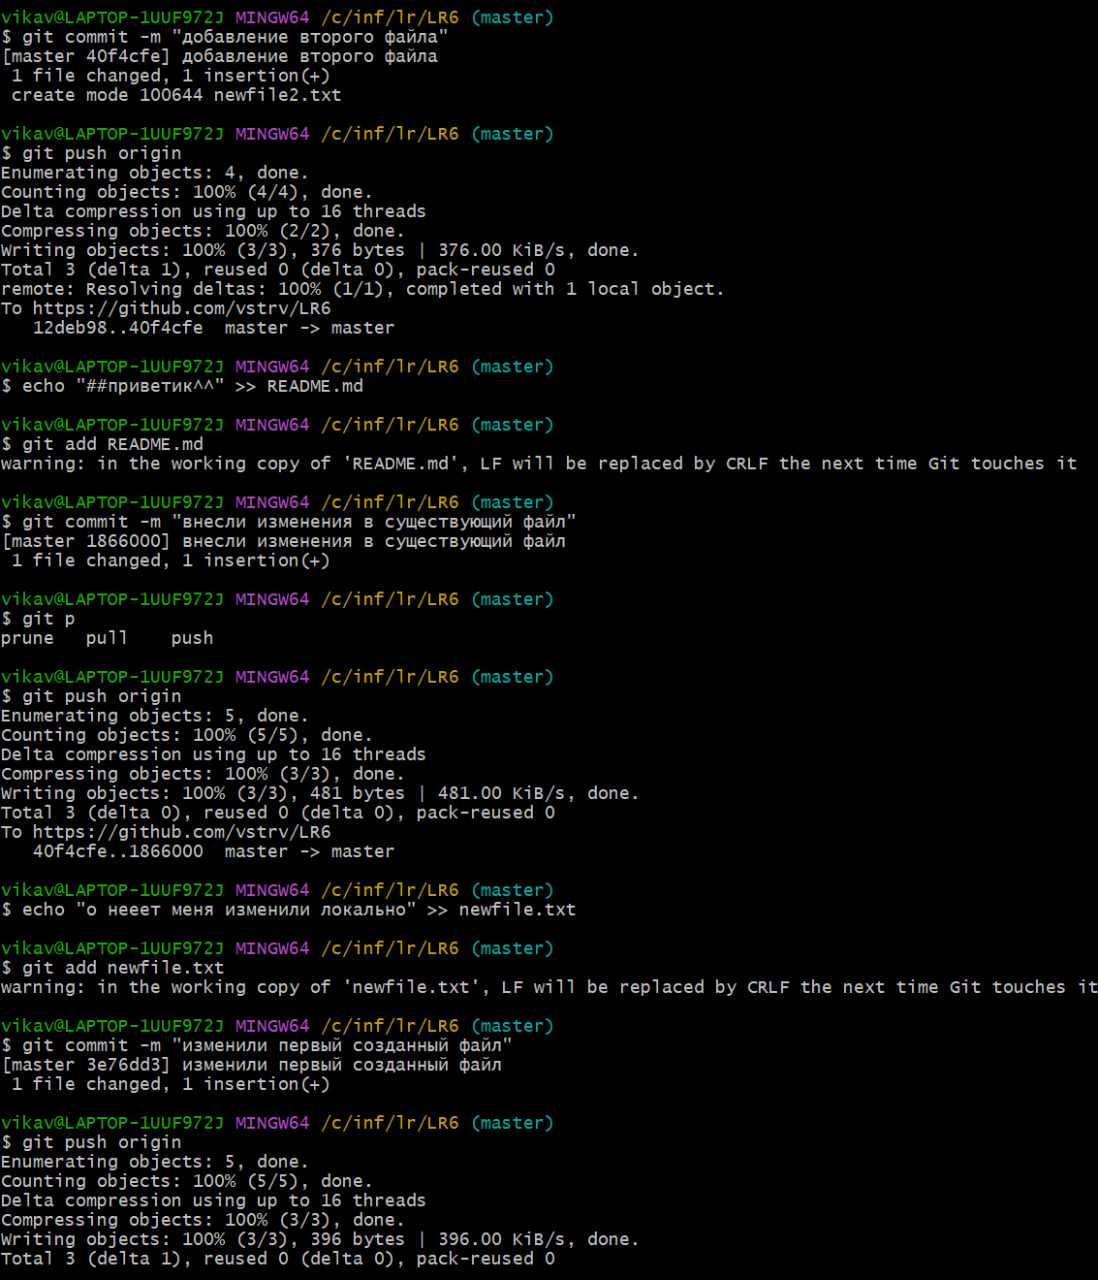 vikav@LAPTOP-1UUF972J MINGW64 /c/inf/lr/LR6 (master)
$ git commit -m "добавление второго файла"
[master 40f4cfe] добавление второго файла
 1 file changed, 1 insertion(+)
 create mode 100644 newfile2.txt

vikav@LAPTOP-1UUF972J MINGW64 /c/inf/lr/LR6 (master)
$ git push origin
Enumerating objects: 4, done.
Counting objects: 100% (4/4), done.
Delta compression using up to 16 threads
Compressing objects: 100% (2/2), done.
Writing objects: 100% (3/3), 376 bytes | 376.00 KiB/s, done.
Total 3 (delta 1), reused 0 (delta 0), pack-reused 0
remote: Resolving deltas: 100% (1/1), completed with 1 local object.
To https://github.com/vstrv/LR6
   12deb98..40f4cfe  master -> master

vikav@LAPTOP-1UUF972J MINGW64 /c/inf/lr/LR6 (master)
$ echo "##приветик^^" >> README.md

vikav@LAPTOP-1UUF972J MINGW64 /c/inf/lr/LR6 (master)
$ git add README.md
warning: in the working copy of 'README.md', LF will be replaced by CRLF the next time Git touches it

vikav@LAPTOP-1UUF972J MINGW64 /c/inf/lr/LR6 (master)
$ git commit -m "внесли изменения в существующий файл"
[master 1866000] внесли изменения в существующий файл
 1 file changed, 1 insertion(+)

vikav@LAPTOP-1UUF972J MINGW64 /c/inf/lr/LR6 (master)
$ git p
prune   pull    push

vikav@LAPTOP-1UUF972J MINGW64 /c/inf/lr/LR6 (master)
$ git push origin
Enumerating objects: 5, done.
Counting objects: 100% (5/5), done.
Delta compression using up to 16 threads
Compressing objects: 100% (3/3), done.
Writing objects: 100% (3/3), 481 bytes | 481.00 KiB/s, done.
Total 3 (delta 0), reused 0 (delta 0), pack-reused 0
To https://github.com/vstrv/LR6
   40f4cfe..1866000  master -> master

vikav@LAPTOP-1UUF972J MINGW64 /c/inf/lr/LR6 (master)
$ echo "о нееет меня изменили локально" >> newfile.txt

vikav@LAPTOP-1UUF972J MINGW64 /c/inf/lr/LR6 (master)
$ git add newfile.txt
warning: in the working copy of 'newfile.txt', LF will be replaced by CRLF the next time Git touches it

vikav@LAPTOP-1UUF972J MINGW64 /c/inf/lr/LR6 (master)
$ git commit -m "изменили первый созданный файл"
[master 3e76dd3] изменили первый созданный файл
 1 file changed, 1 insertion(+)

vikav@LAPTOP-1UUF972J MINGW64 /c/inf/lr/LR6 (master)
$ git push origin
Enumerating objects: 5, done.
Counting objects: 100% (5/5), done.
Delta compression using up to 16 threads
Compressing objects: 100% (3/3), done.
Writing objects: 100% (3/3), 396 bytes | 396.00 KiB/s, done.
Total 3 (delta 1), reused 0 (delta 0), pack-reused 0